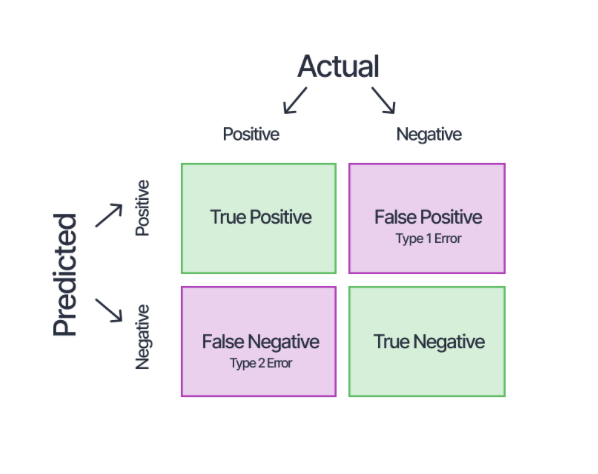 Actual
Positive
Negative
Predicted
Positive
True Positive
False Positive
Type 1 Error
Negative
False Negative
Type 2 Error
True Negative